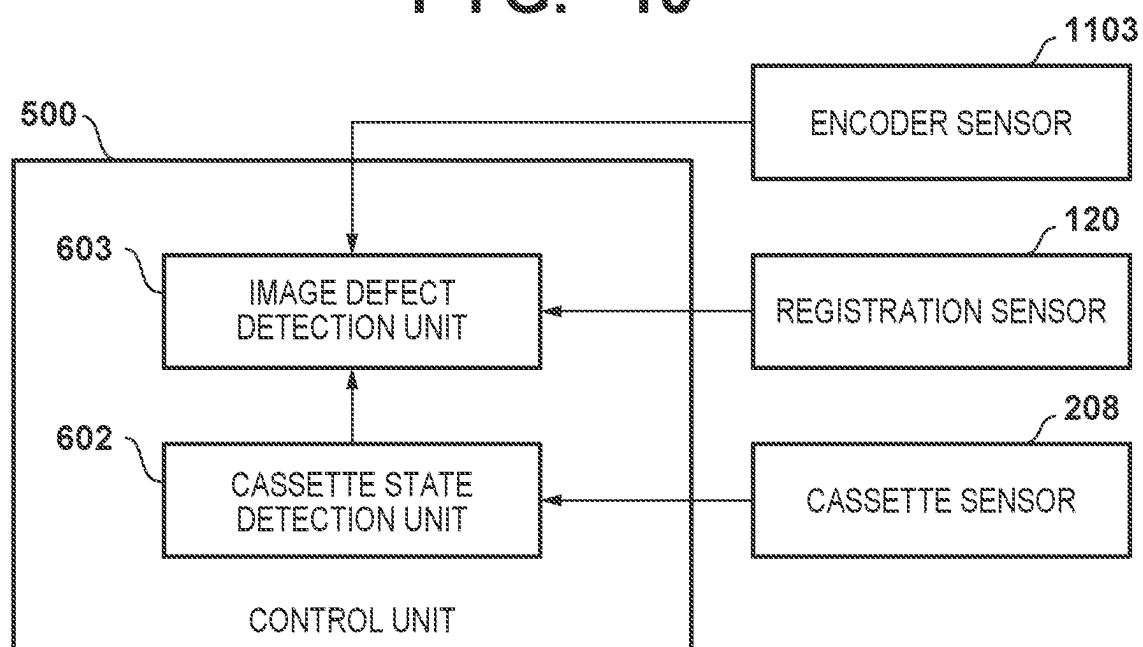 1103
ENCODER SENSOR
500
120
603
IMAGE DEFECT
DETECTION UNIT
REGISTRATION SENSOR
208
602
CASSETTE STATE
DETECTION UNIT
CASSETTE SENSOR
CONTROL UNIT